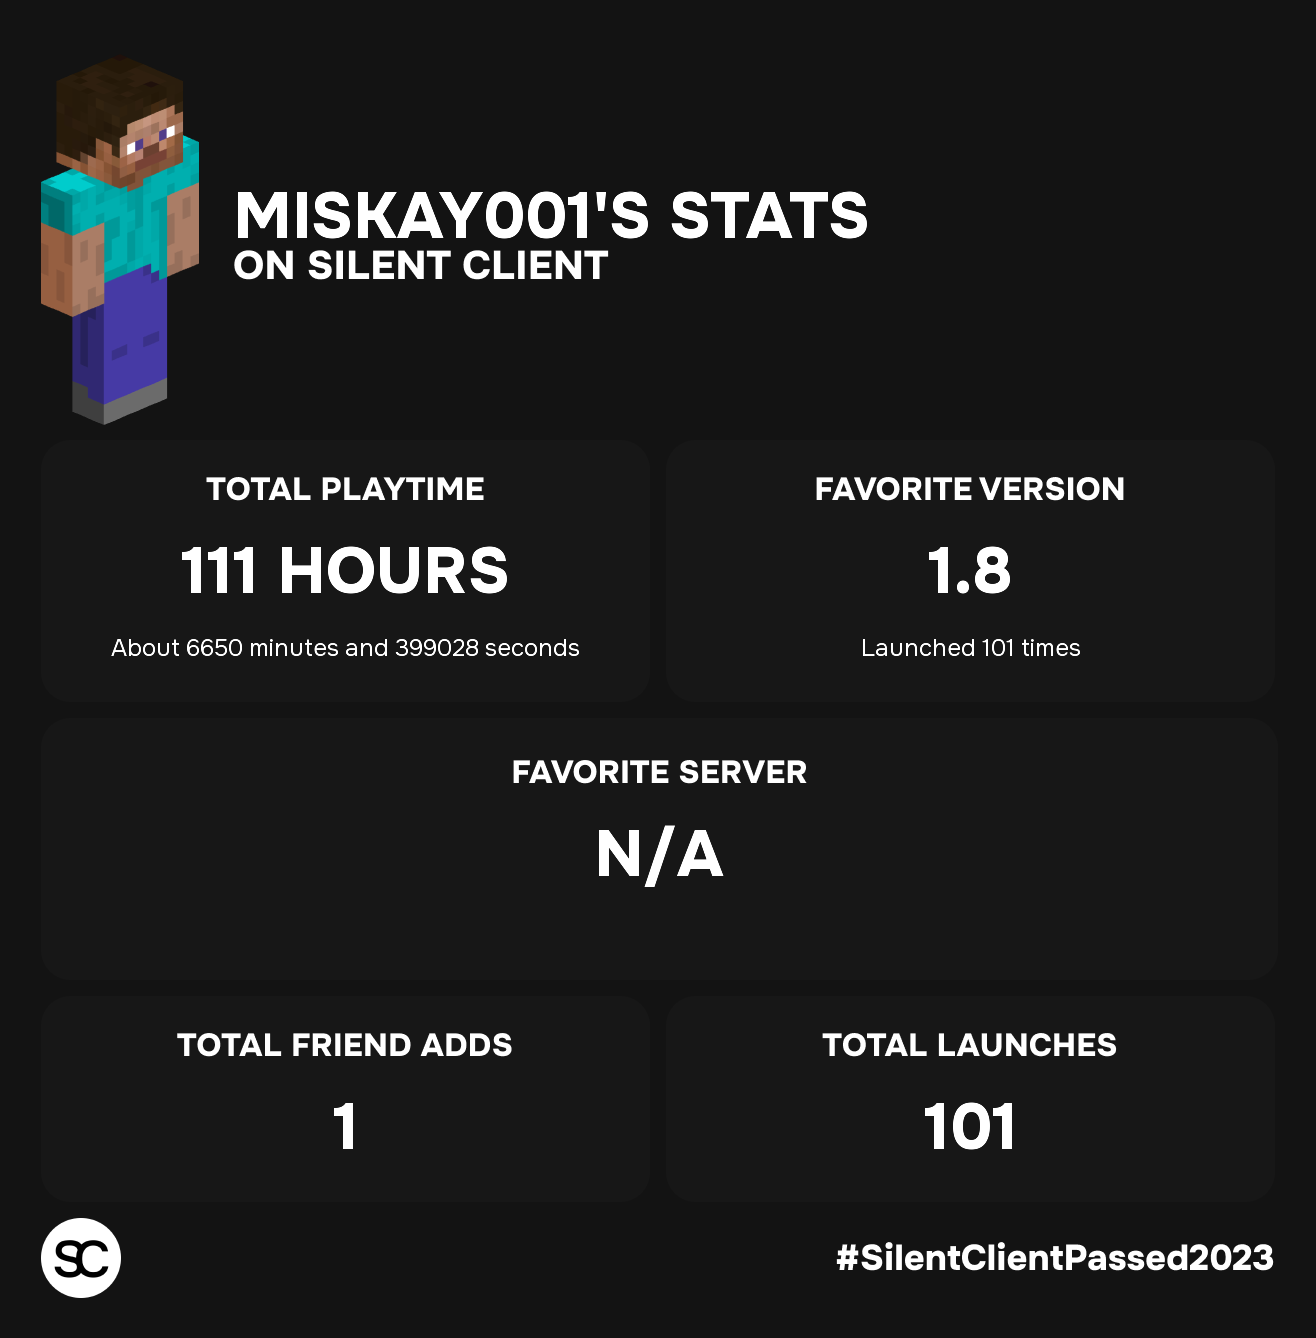 MISKAY001'S STATS
ON SILENT CLIENT
TOTAL PLAYTIME
111 HOURS
About 6650 minutes and 399028 seconds
FAVORITE VERSION
1.8
Launched 101 times
FAVORITE SERVER
N/A
TOTAL FRIEND ADDS
1
TOTAL LAUNCHES
101
SC
#SilentClientPassed2023